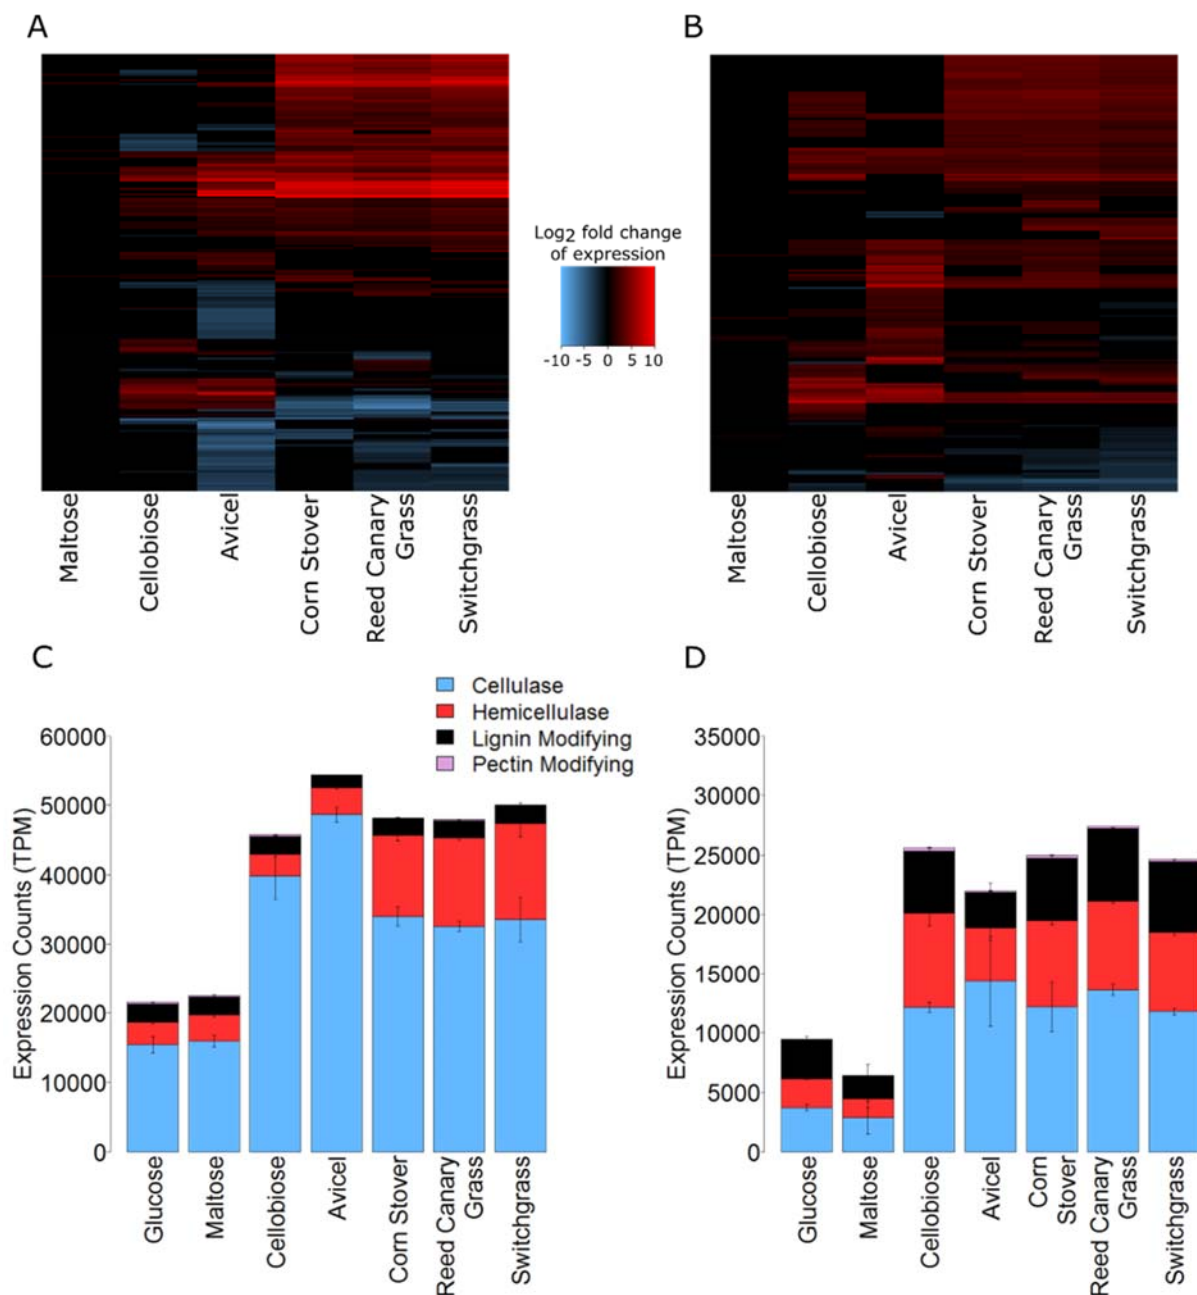 A
B
Log2 fold change
of expression
-10 -5 0 5 10
Maltose
Cellobiose
Avicel
Corn Stover
Reed Canary
Grass
Switchgrass
Maltose
Cellobiose
Avicel
Corn Stover
Reed Canary
Grass
Switchgrass
C
Cellulase
Hemicellulase
Lignin Modifying
Pectin Modifying
Expression Counts (TPM)
60000
50000
40000
30000
20000
10000
0
Glucose
Maltose
Cellobiose
Avicel
Corn Stover
Reed Canary
Grass
Switchgrass
D
Expression Counts (TPM)
35000
30000
25000
20000
15000
10000
5000
0
Glucose
Maltose
Cellobiose
Avicel
Corn
Stover
Reed Canary
Grass
Switchgrass